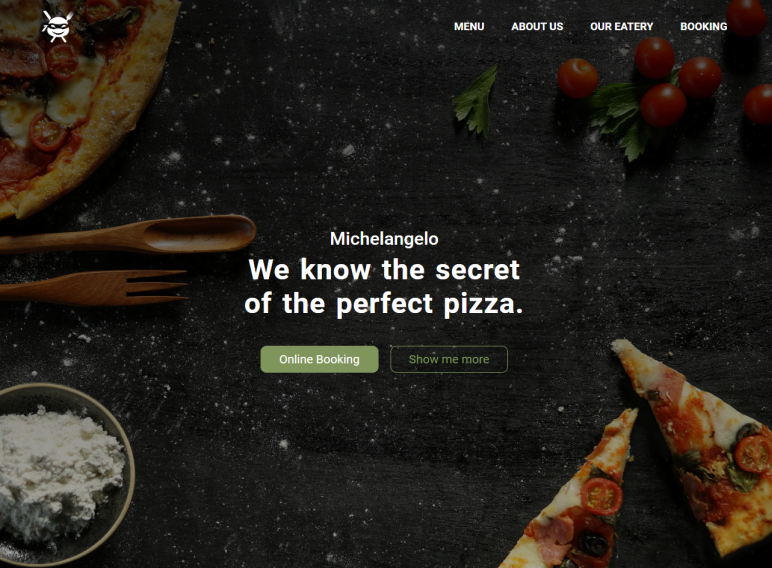 MENU ABOUT US OUR EATERY BOOKING
Michelangelo
We know the secret
of the perfect pizza.
Online Booking Show me more